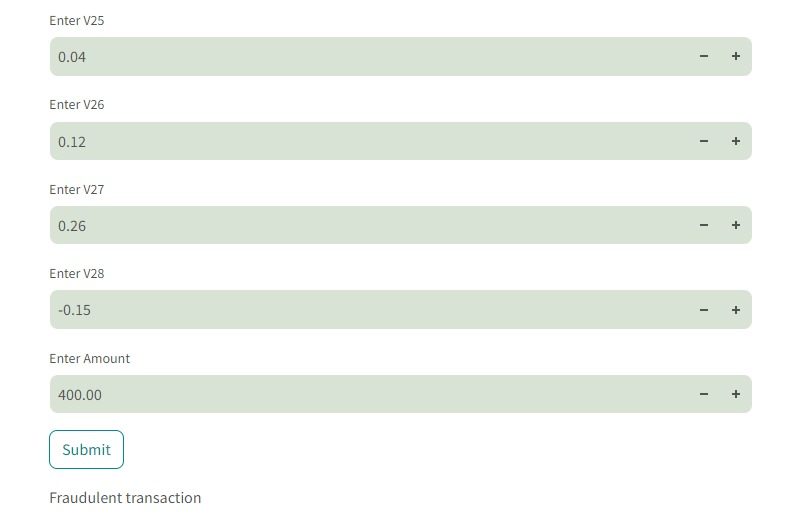 Enter V25
0.04
Enter V26
0.12
Enter V27
0.26
Enter V28
-0.15
Enter Amount
400.00
Submit
Fraudulent transaction